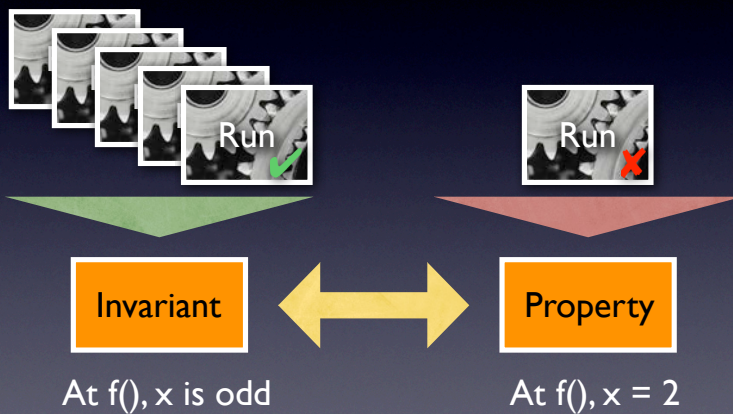 Run
Run
Invariant
Property
At f(), x is odd
At f(), x = 2